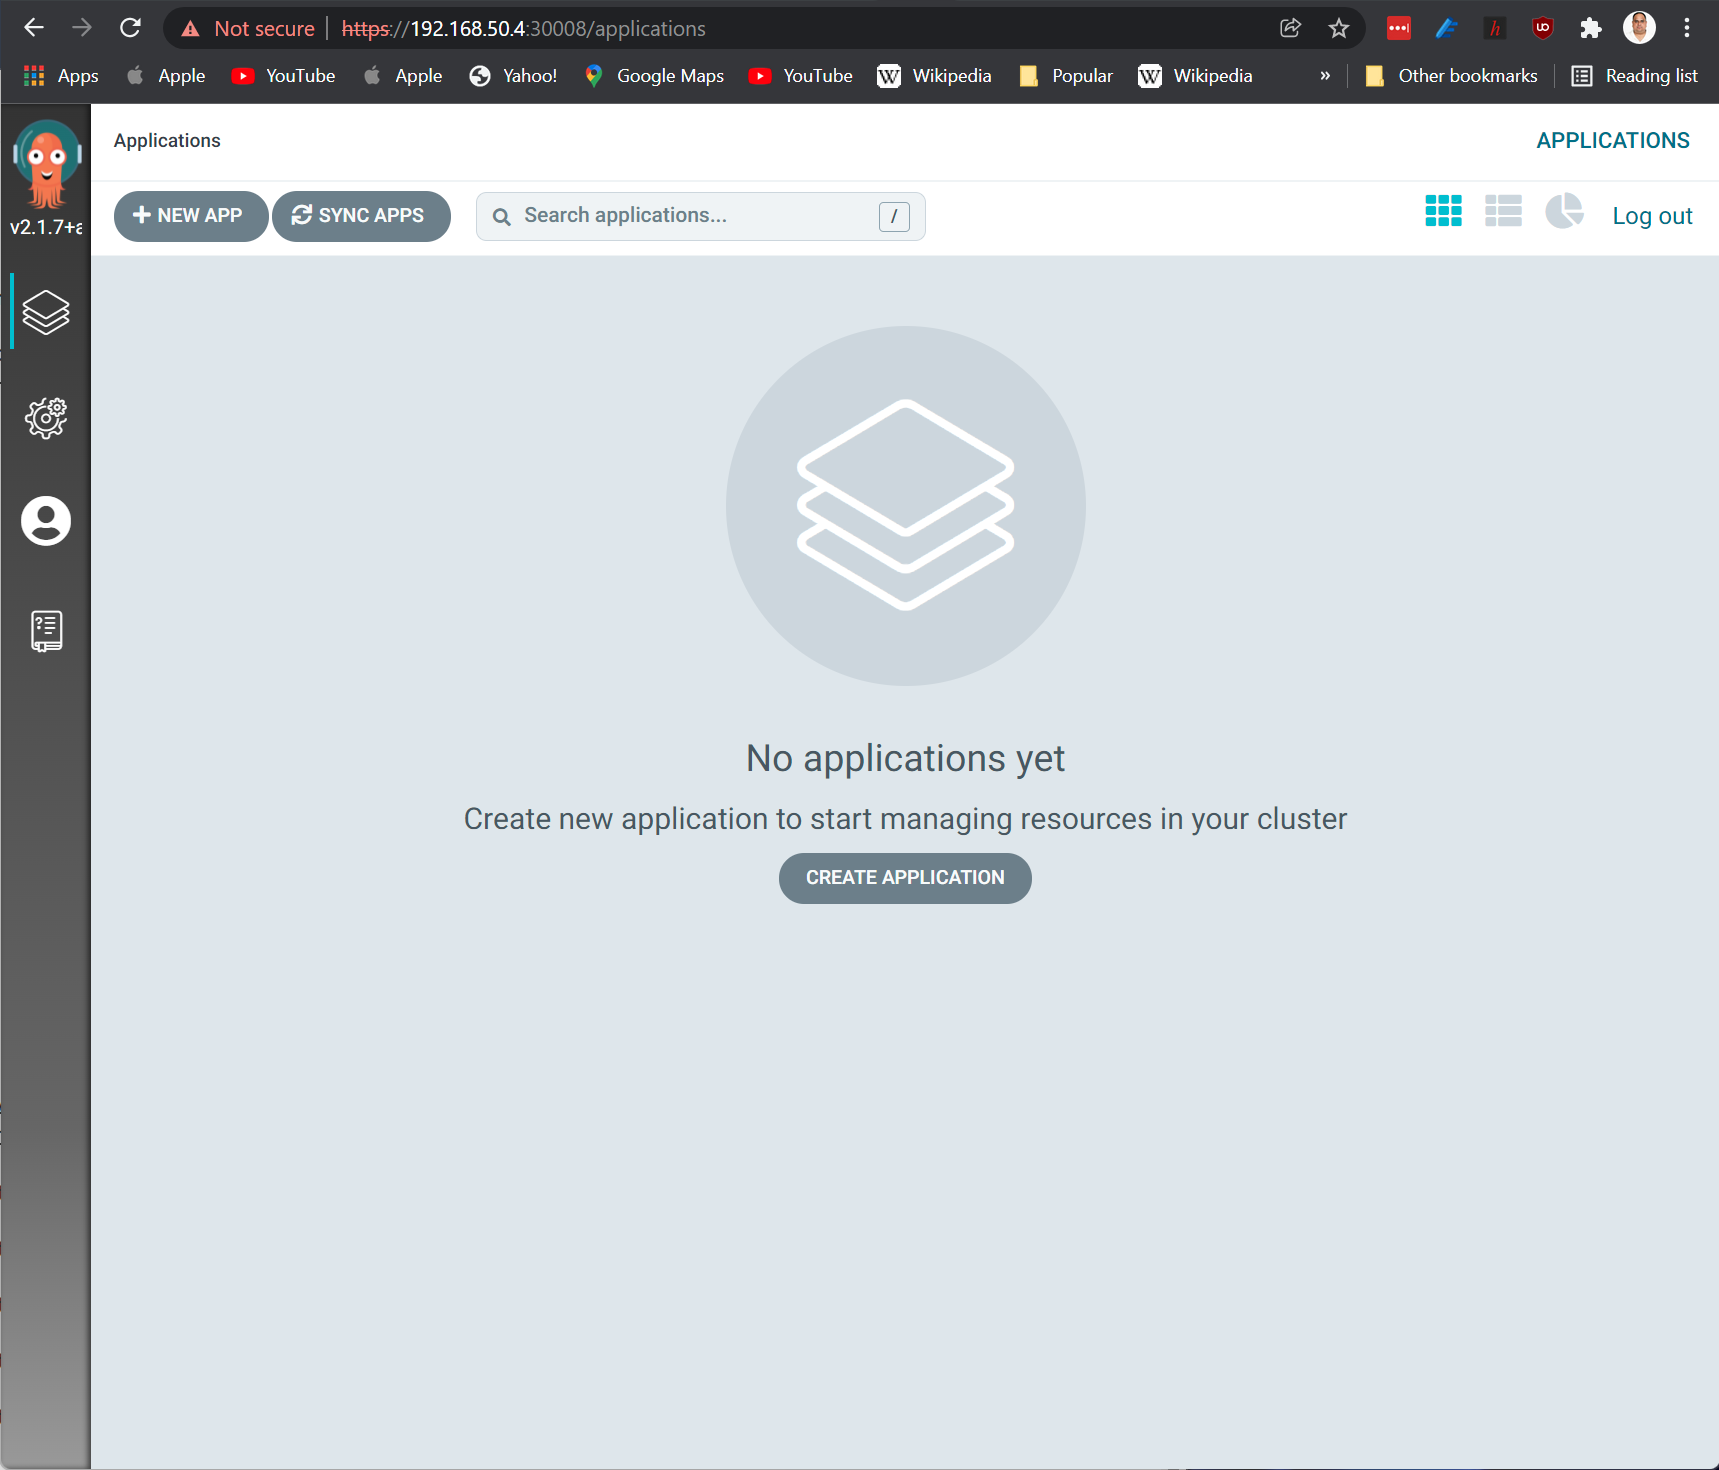 Not secure https://192.168.50.4:30008/applications
Apps Apple YouTube Apple Yahoo! Google Maps YouTube Wikipedia Popular Wikipedia » Other bookmarks Reading list
Applications APPLICATIONS
v2.1.7+a
NEW APP SYNC APPS Search applications... / Log out
No applications yet
Create new application to start managing resources in your cluster
CREATE APPLICATION